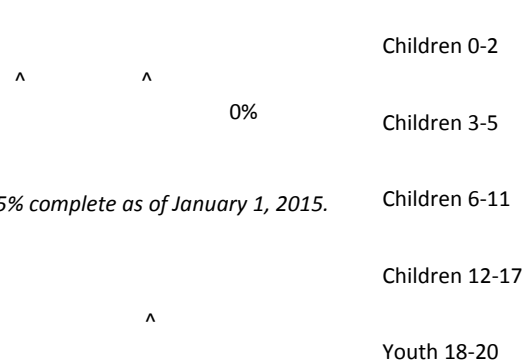 Children 0-2
^ ^
0%
Children 3-5
5% complete as of January 1, 2015.
Children 6-11
Children 12-17
^
Youth 18-20